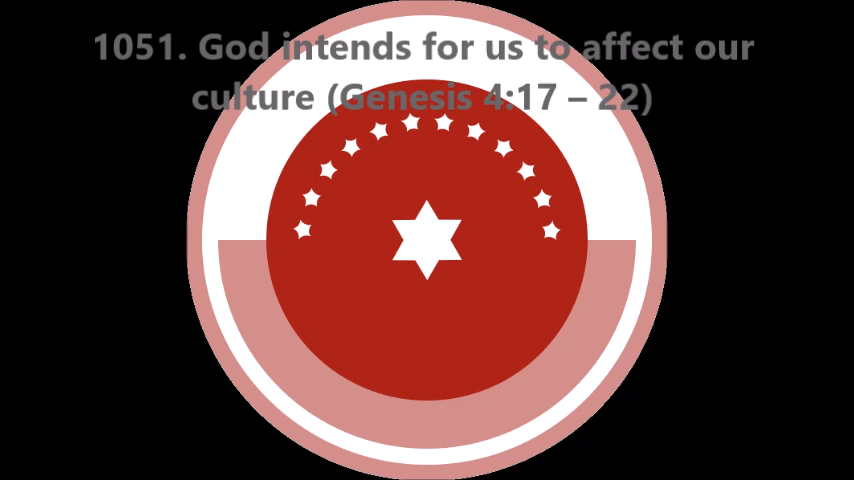 1051. God intends for us to affect our
culture (Genesis 4:17 – 22)